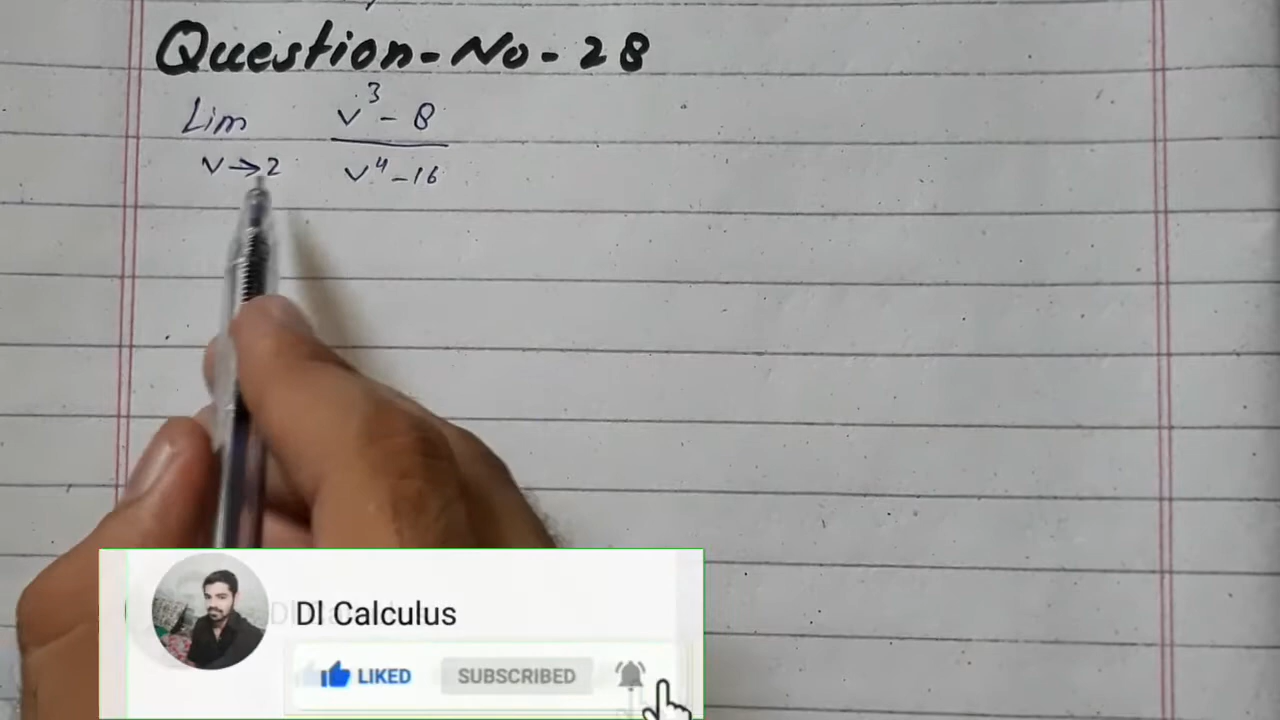 Question-No-28
Lim v³ - 8
v→2 v⁴ - 16
Dl Calculus
LIKED SUBSCRIBED